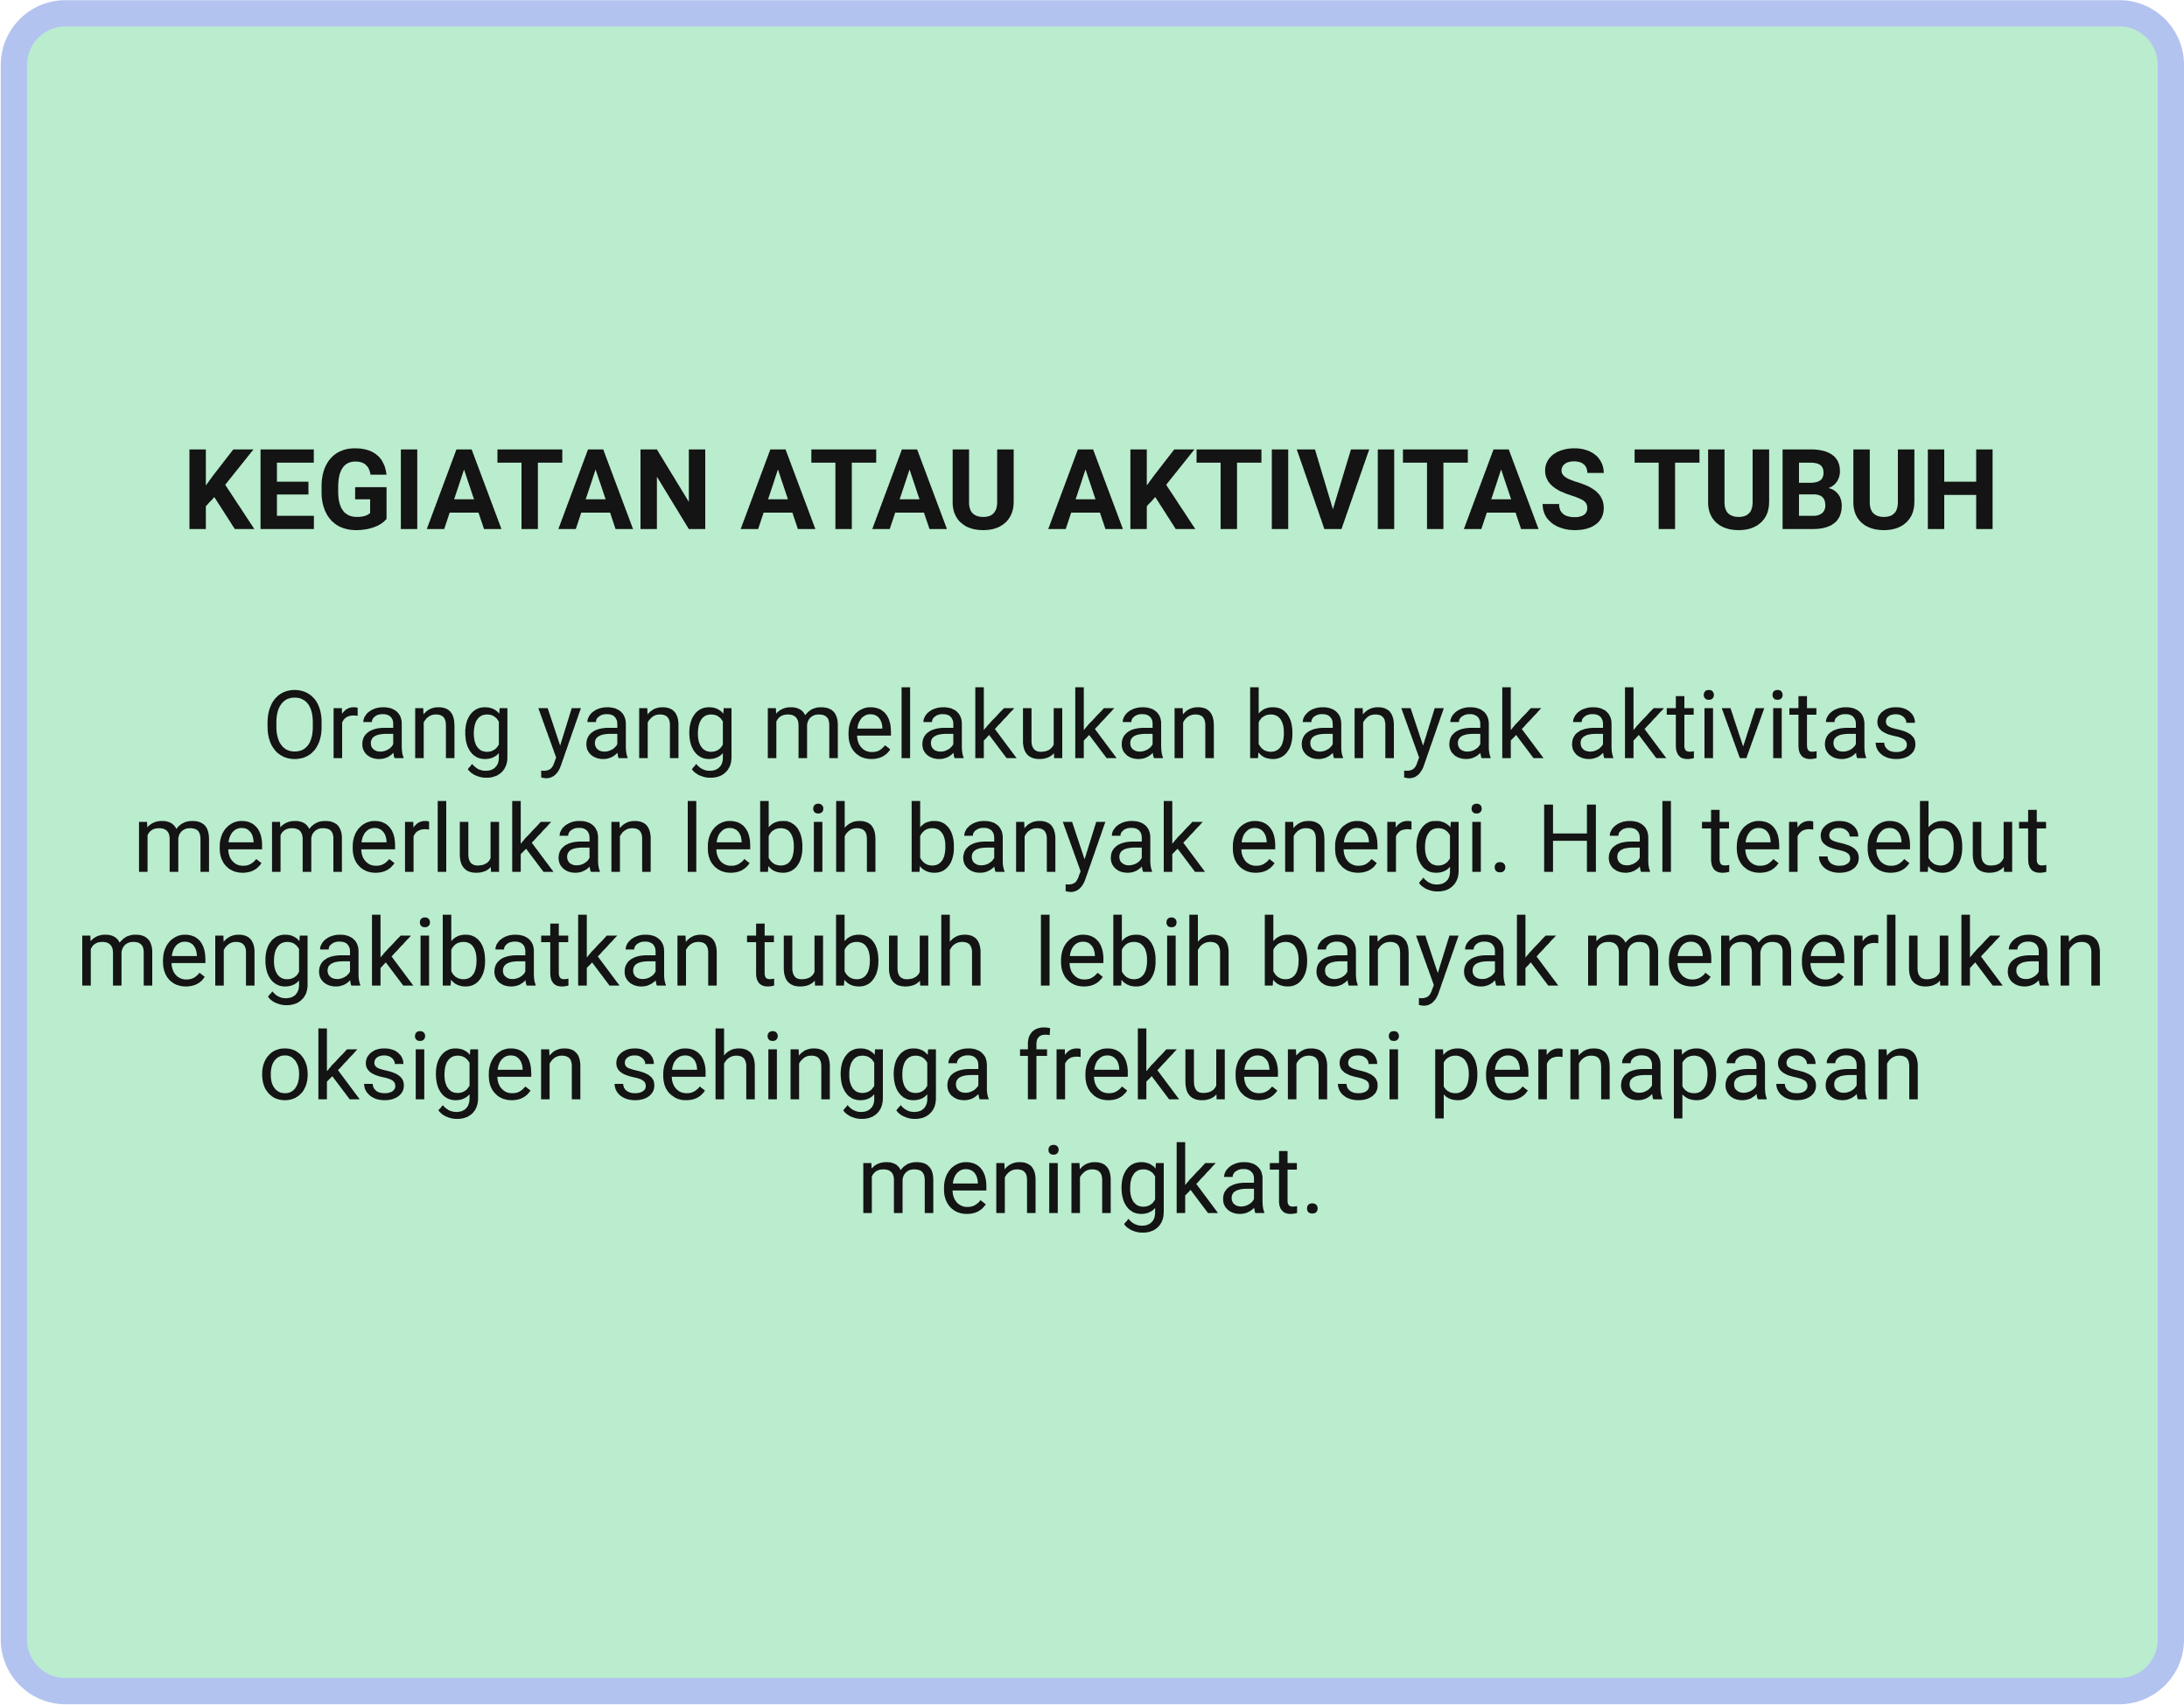 KEGIATAN ATAU AKTIVITAS TUBUH
Orang yang melakukan banyak aktivitas
memerlukan lebih banyak energi. Hal tersebut
mengakibatkan tubuh  lebih banyak memerlukan
oksigen sehingga frekuensi pernapasan
meningkat.